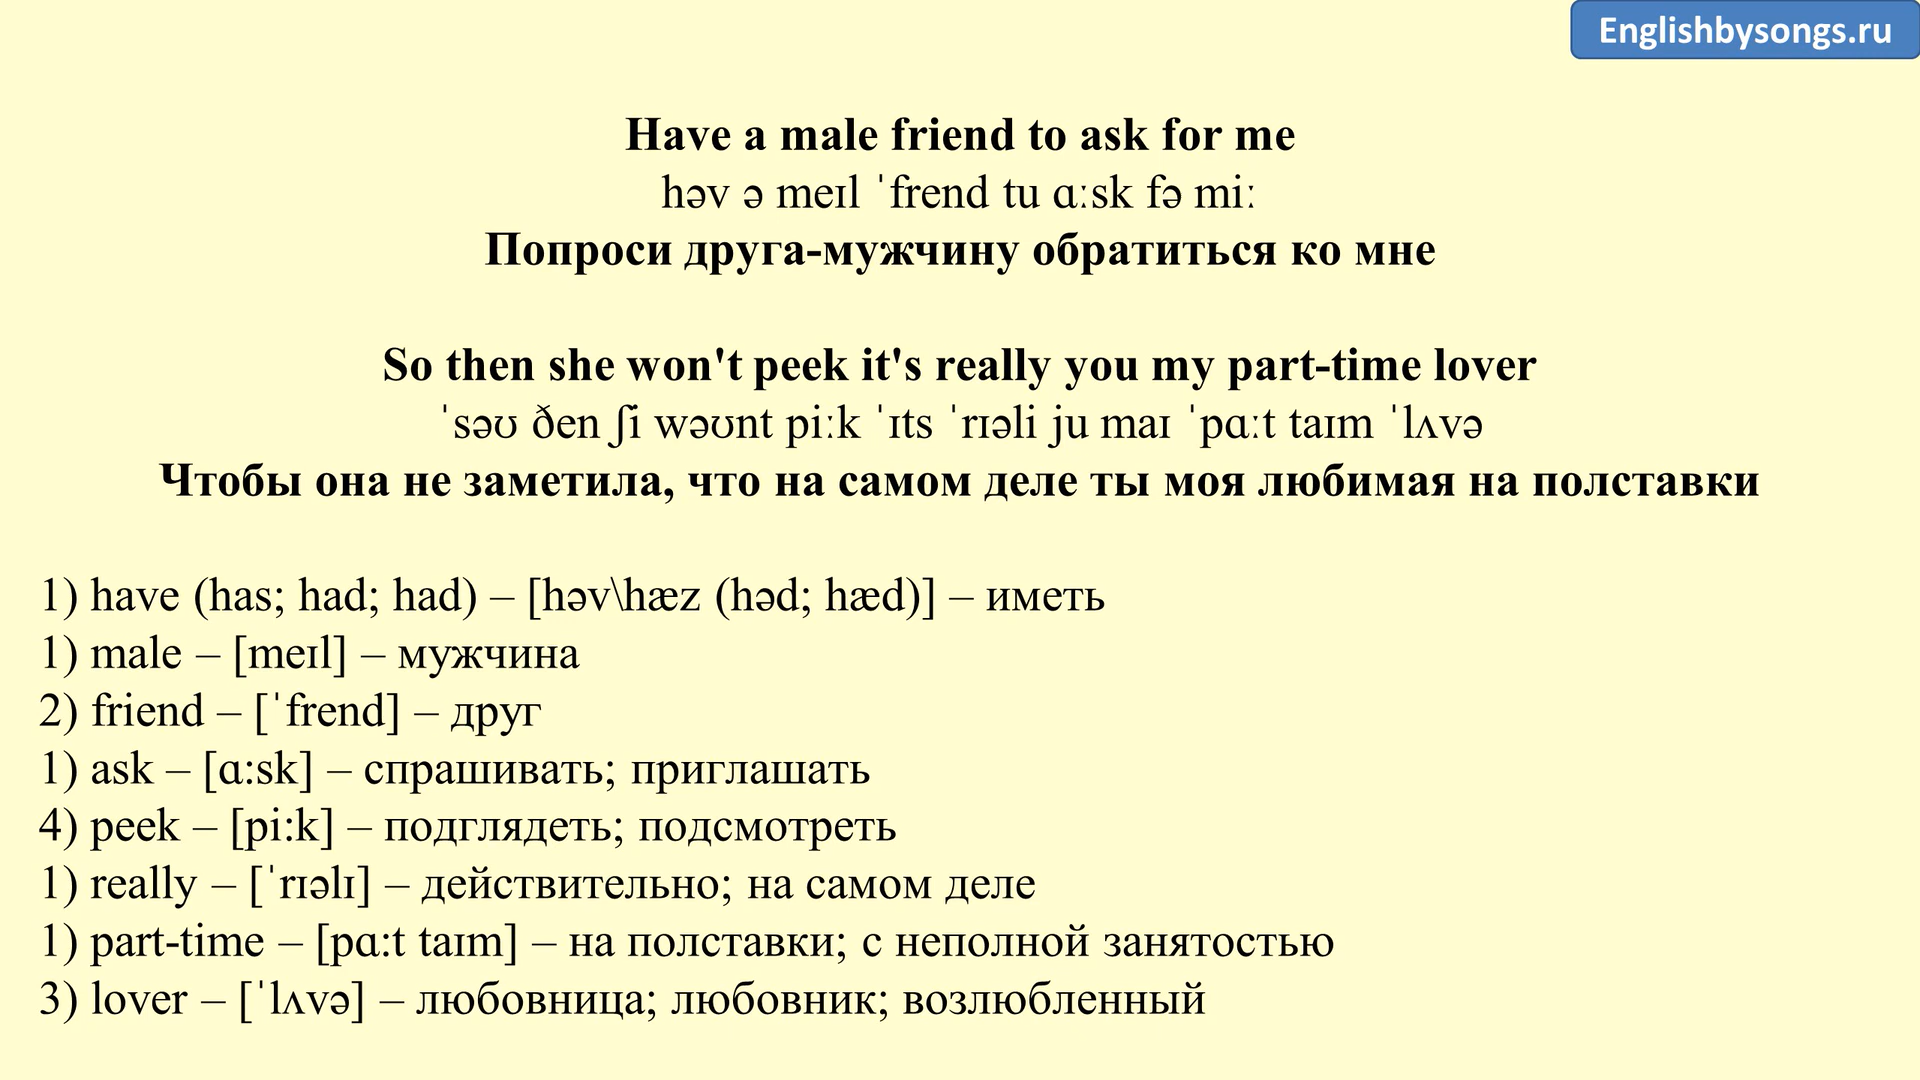 Englishbysongs.ru
Have a male friend to ask for me
həv ə meɪl ˈfrend tu ɑːsk fə miː
Попроси друга-мужчину обратиться ко мне
So then she won't peek it's really you my part-time lover
ˈsəʊ ðen ʃi wəʊnt piːk ˈɪts ˈrɪəli ju maɪ ˈpɑːt taɪm ˈlʌvə
Чтобы она не заметила, что на самом деле ты моя любимая на полставки
1) have (has; had; had) – [həv\hæz (həd; hæd)] – иметь
1) male – [meɪl] – мужчина
2) friend – [ˈfrend] – друг
1) ask – [ɑ:sk] – спрашивать; приглашать
4) peek – [pi:k] – подглядеть; подсмотреть
1) really – [ˈrɪəlɪ] – действительно; на самом деле
1) part-time – [pɑ:t taɪm] – на полставки; с неполной занятостью
3) lover – [ˈlʌvə] – любовница; любовник; возлюбленный